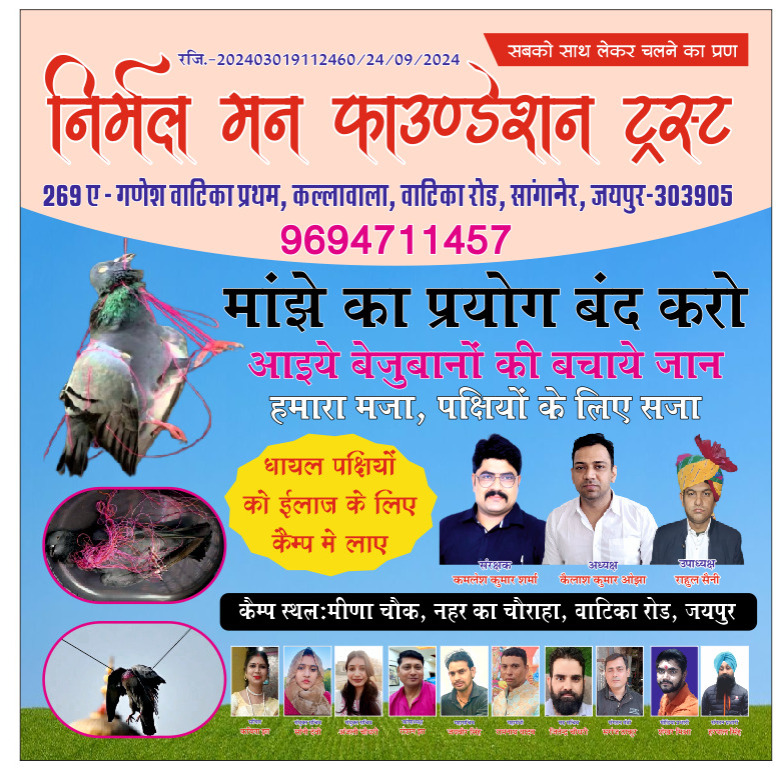 रजि.-202403019112460/24/09/2024
सबको साथ लेकर चलने का प्रण
निर्मल मन फाउण्डेशन ट्रस्ट
269 ए - गणेश वाटिका प्रथम, कल्लावाला, वाटिका रोड, सांगानेर, जयपुर-303905
9694711457
मांझे का प्रयोग बंद करो
आइये बेजुबानों की बचाये जान
हमारा मजा, पक्षियों के लिए सजा
धायल पक्षियों
को ईलाज के लिए
कैम्प मे लाए
संरक्षक
कमलेश कुमार शर्मा
अध्यक्ष
कैलाश कुमार ओझा
उपाध्यक्ष
राहुल सैनी
कैम्प स्थल:मीणा चौक, नहर का चौराहा, वाटिका रोड, जयपुर